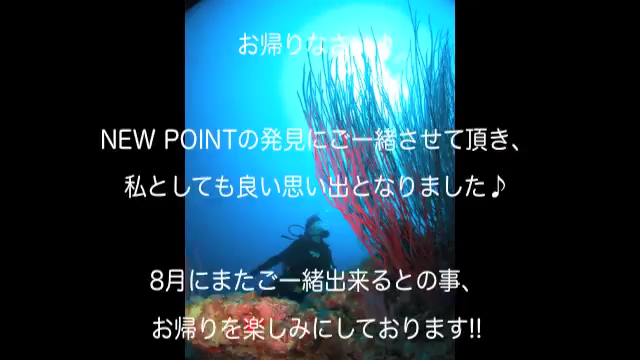 お帰りなさ
NEW POINTの発見にご一緒させて頂き、
私としても良い思い出となりました♪
8月にまたご一緒出来るとの事、
お帰りを楽しみにしております!!